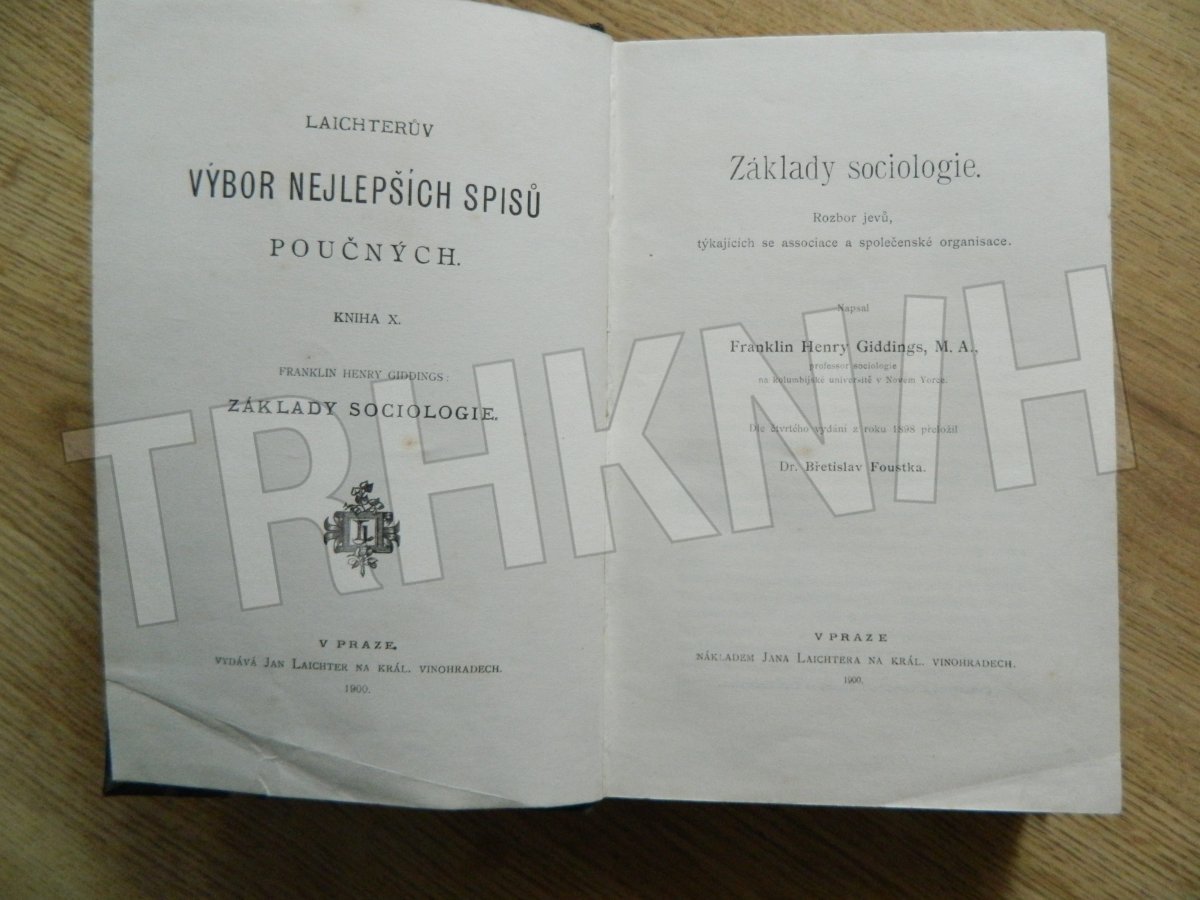 LAICHTERŮV
VÝBOR NEJLEPŠÍCH SPISŮ
POUČNÝCH.
KNIHA X.
FRANKLIN HENRY GIDDINGS:
ZÁKLADY SOCIOLOGIE.
JL
V PRAZE.
VYDÁVÁ JAN LAICHTER NA KRÁL. VINOHRADECH.
1900.
Základy sociologie.
Rozbor jevů,
týkajících se associace a společenské organisace.
Napsal
Franklin Henry Giddings, M. A.,
professor sociologie
na kolumbijské universitě v Novém Yorce.
Dle čtvrtého vydání z roku 1898 přeložil
Dr. Břetislav Foustka.
V PRAZE
NÁKLADEM JANA LAICHTERA NA KRÁL. VINOHRADECH.
1900.
TRHKNIH